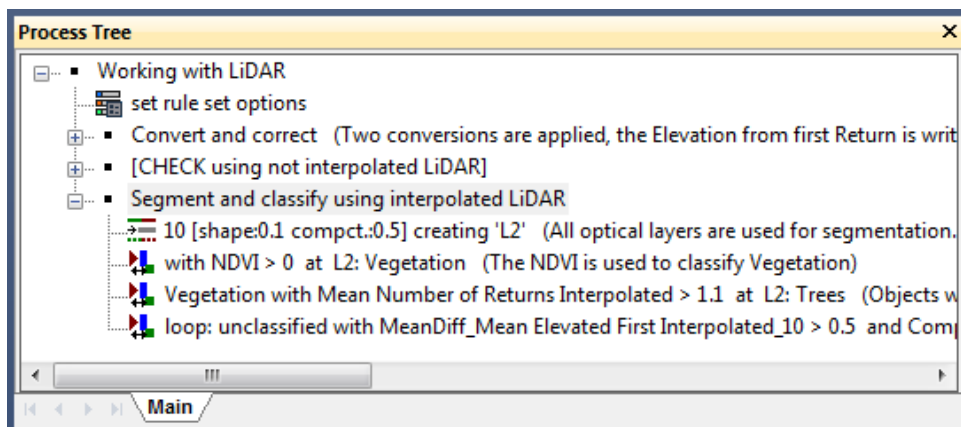 Process Tree
Working with LiDAR
set rule set options
Convert and correct (Two conversions are applied, the Elevation from first Return is writ
[CHECK using not interpolated LiDAR]
Segment and classify using interpolated LiDAR
10 [shape:0.1 compct.:0.5] creating 'L2' (All optical layers are used for segmentation.
with NDVI > 0 at L2: Vegetation (The NDVI is used to classify Vegetation)
Vegetation with Mean Number of Returns Interpolated > 1.1 at L2: Trees (Objects w
loop: unclassified with MeanDiff_Mean Elevated First Interpolated_10 > 0.5 and Com
Main